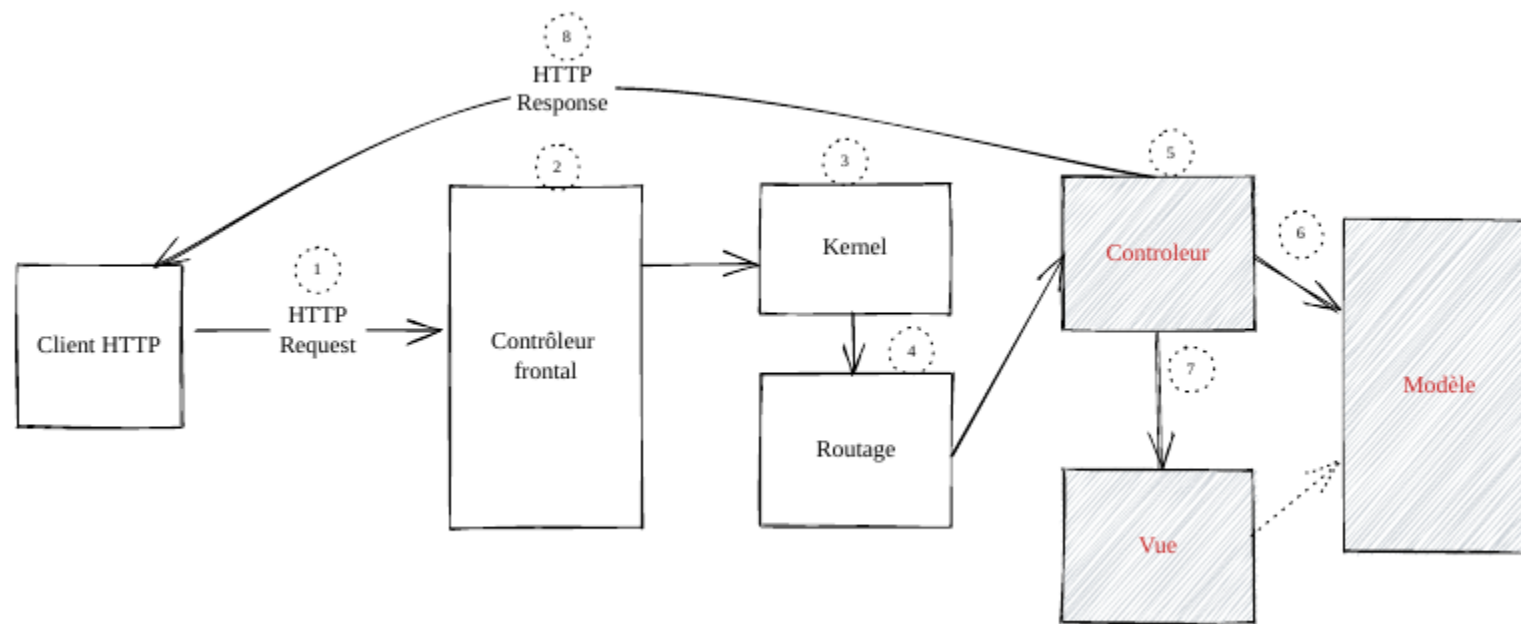 8
HTTP
Response
2
3
5
6
1
Kernel
Controleur
HTTP
Request
Client HTTP
Contrôleur
frontal
4
7
Modèle
Routage
Vue